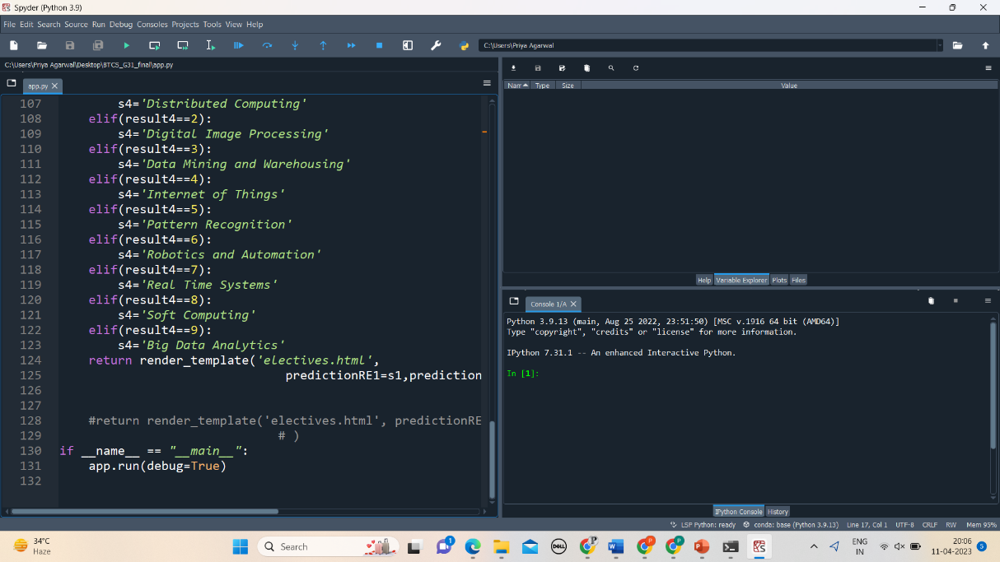 Spyder (Python 3.9)
File Edit Search Source Run Debug Consoles Projects Tools View Help
C:\Users\Priya Agarwal
C:\Users\Priya Agarwal\Desktop\BTCS_G31_final\app.py
app.py
107 s4='Distributed Computing'
108 elif(result4==2):
109 s4='Digital Image Processing'
110 elif(result4==3):
111 s4='Data Mining and Warehousing'
112 elif(result4==4):
113 s4='Internet of Things'
114 elif(result4==5):
115 s4='Pattern Recognition'
116 elif(result4==6):
117 s4='Robotics and Automation'
118 elif(result4==7):
119 s4='Real Time Systems'
120 elif(result4==8):
121 s4='Soft Computing'
122 elif(result4==9):
123 s4='Big Data Analytics'
124 return render_template('electives.html',
125 predictionRE1=s1,prediction
126
127
128 #return render_template('electives.html', predictionRE
129 # )
130 if __name__ == "__main__":
131 app.run(debug=True)
132
Nam Type Size Value
Help Variable Explorer Plots Files
Console 1/A
Python 3.9.13 (main, Aug 25 2022, 23:51:50) [MSC v.1916 64 bit (AMD64)]
Type "copyright", "credits" or "license" for more information.
IPython 7.31.1 -- An enhanced Interactive Python.
In [1]:
IPython Console History
LSP Python: ready conda: base (Python 3.9.13) Line 17, Col 1 UTF-8 CRLF RW Mem 95%
34°C
Haze
Search
1
DELL
P
P
P
ENG
IN
20:06
11-04-2023
5